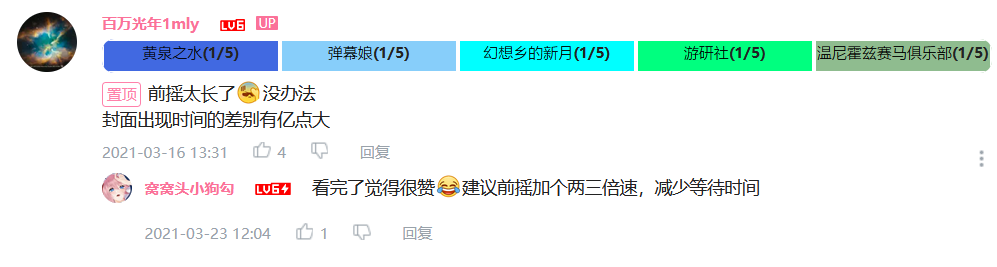 百万光年1mly LV6 UP
黄泉之水(1/5) 弹幕娘(1/5) 幻想乡的新月(1/5) 游研社(1/5) 温尼霍兹赛马俱乐部(1/5)
置顶 前摇太长了没办法
封面出现时间的差别有亿点大
2021-03-16 13:31 4 回复
窝窝头小狗勾 LV6 看完了觉得很赞😂建议前摇加个两三倍速，减少等待时间
2021-03-23 12:04 1 回复